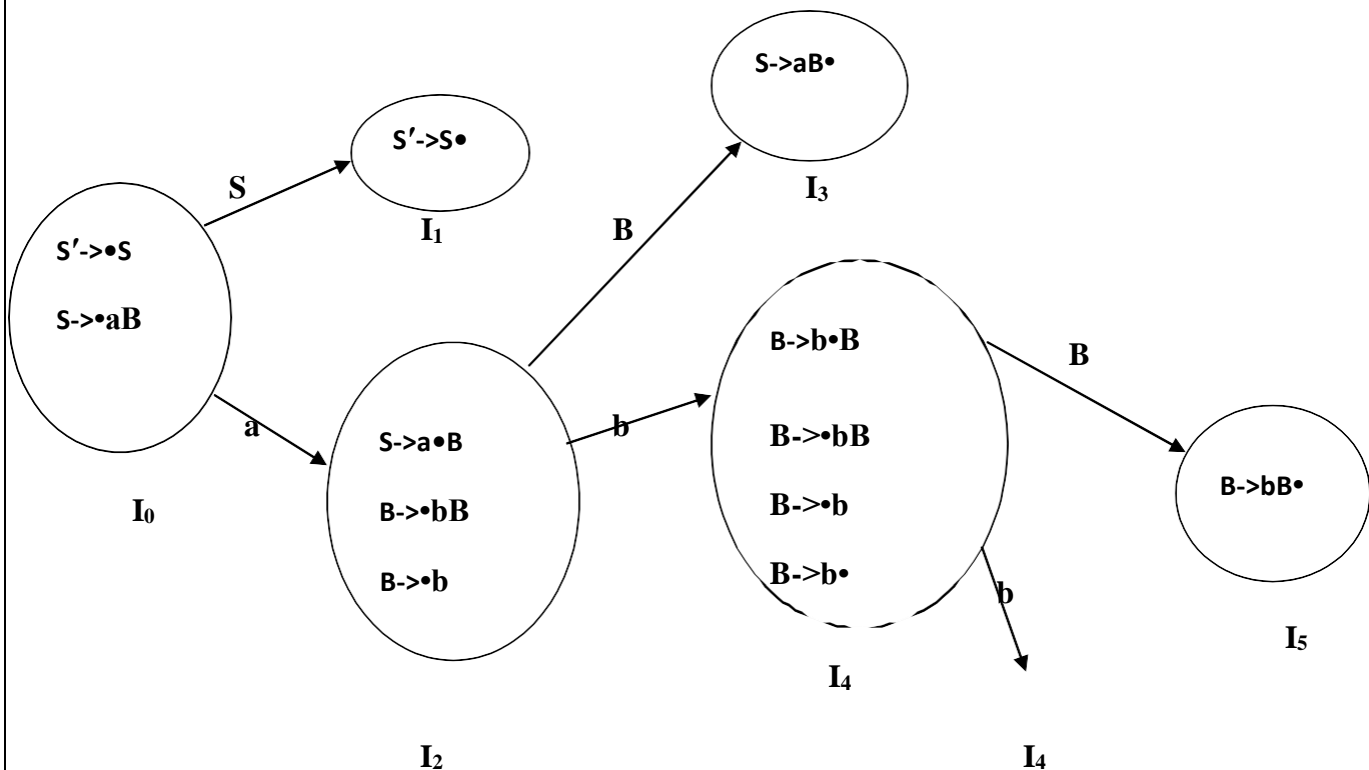 S->aB•
I₃
S′->S•
I₁
S
B
S′->•S
S->•aB
I₀
a
S->a•B
B->•bB
B->•b
I₂
b
B->b•B
B->•bB
B->•b
B->b•
I₄
B
B->bB•
I₅
b
I₄